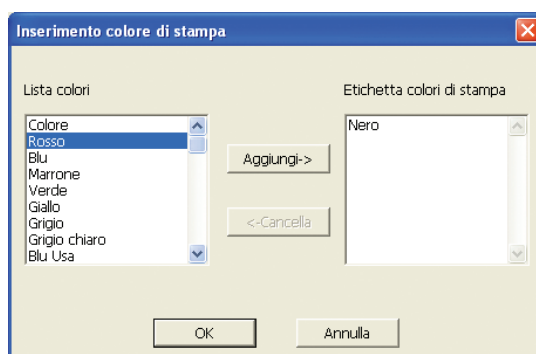 Inserimento colore di stampa
Lista colori
Etichetta colori di stampa
Colore
Rosso
Blu
Marrone
Verde
Giallo
Grigio
Grigio chiaro
Blu Usa
Aggiungi->
<-Cancella
Nero
OK
Annulla